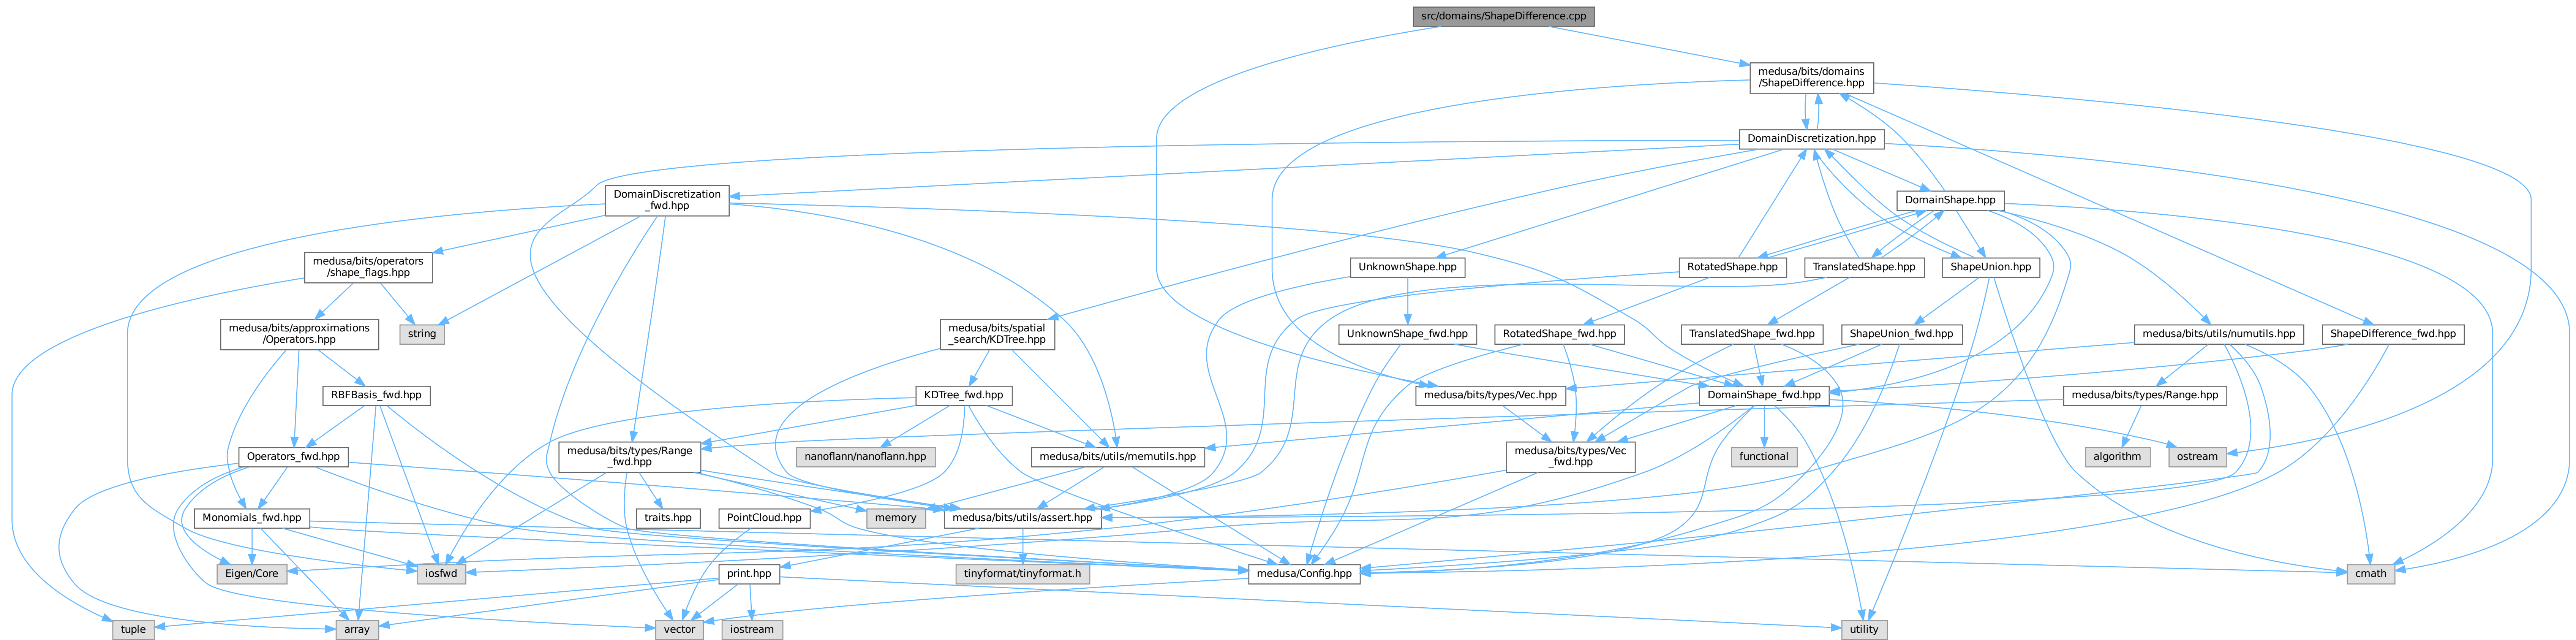 src/domains/ShapeDifference.cpp
medusa/bits/domains
/ShapeDifference.hpp
DomainDiscretization.hpp
DomainDiscretization
_fwd.hpp
DomainShape.hpp
medusa/bits/operators
/shape_flags.hpp
UnknownShape.hpp
RotatedShape.hpp
TranslatedShape.hpp
ShapeUnion.hpp
medusa/bits/approximations
/Operators.hpp
string
medusa/bits/spatial
_search/KDTree.hpp
UnknownShape_fwd.hpp
RotatedShape_fwd.hpp
TranslatedShape_fwd.hpp
ShapeUnion_fwd.hpp
medusa/bits/utils/numutils.hpp
ShapeDifference_fwd.hpp
RBFBasis_fwd.hpp
KDTree_fwd.hpp
medusa/bits/types/Vec.hpp
DomainShape_fwd.hpp
medusa/bits/types/Range.hpp
Operators_fwd.hpp
medusa/bits/types/Range
_fwd.hpp
nanoflann/nanoflann.hpp
medusa/bits/utils/memutils.hpp
medusa/bits/types/Vec
_fwd.hpp
functional
algorithm
ostream
Monomials_fwd.hpp
traits.hpp
PointCloud.hpp
memory
medusa/bits/utils/assert.hpp
Eigen/Core
iosfwd
print.hpp
tinyformat/tinyformat.h
medusa/Config.hpp
cmath
tuple
array
vector
iostream
utility